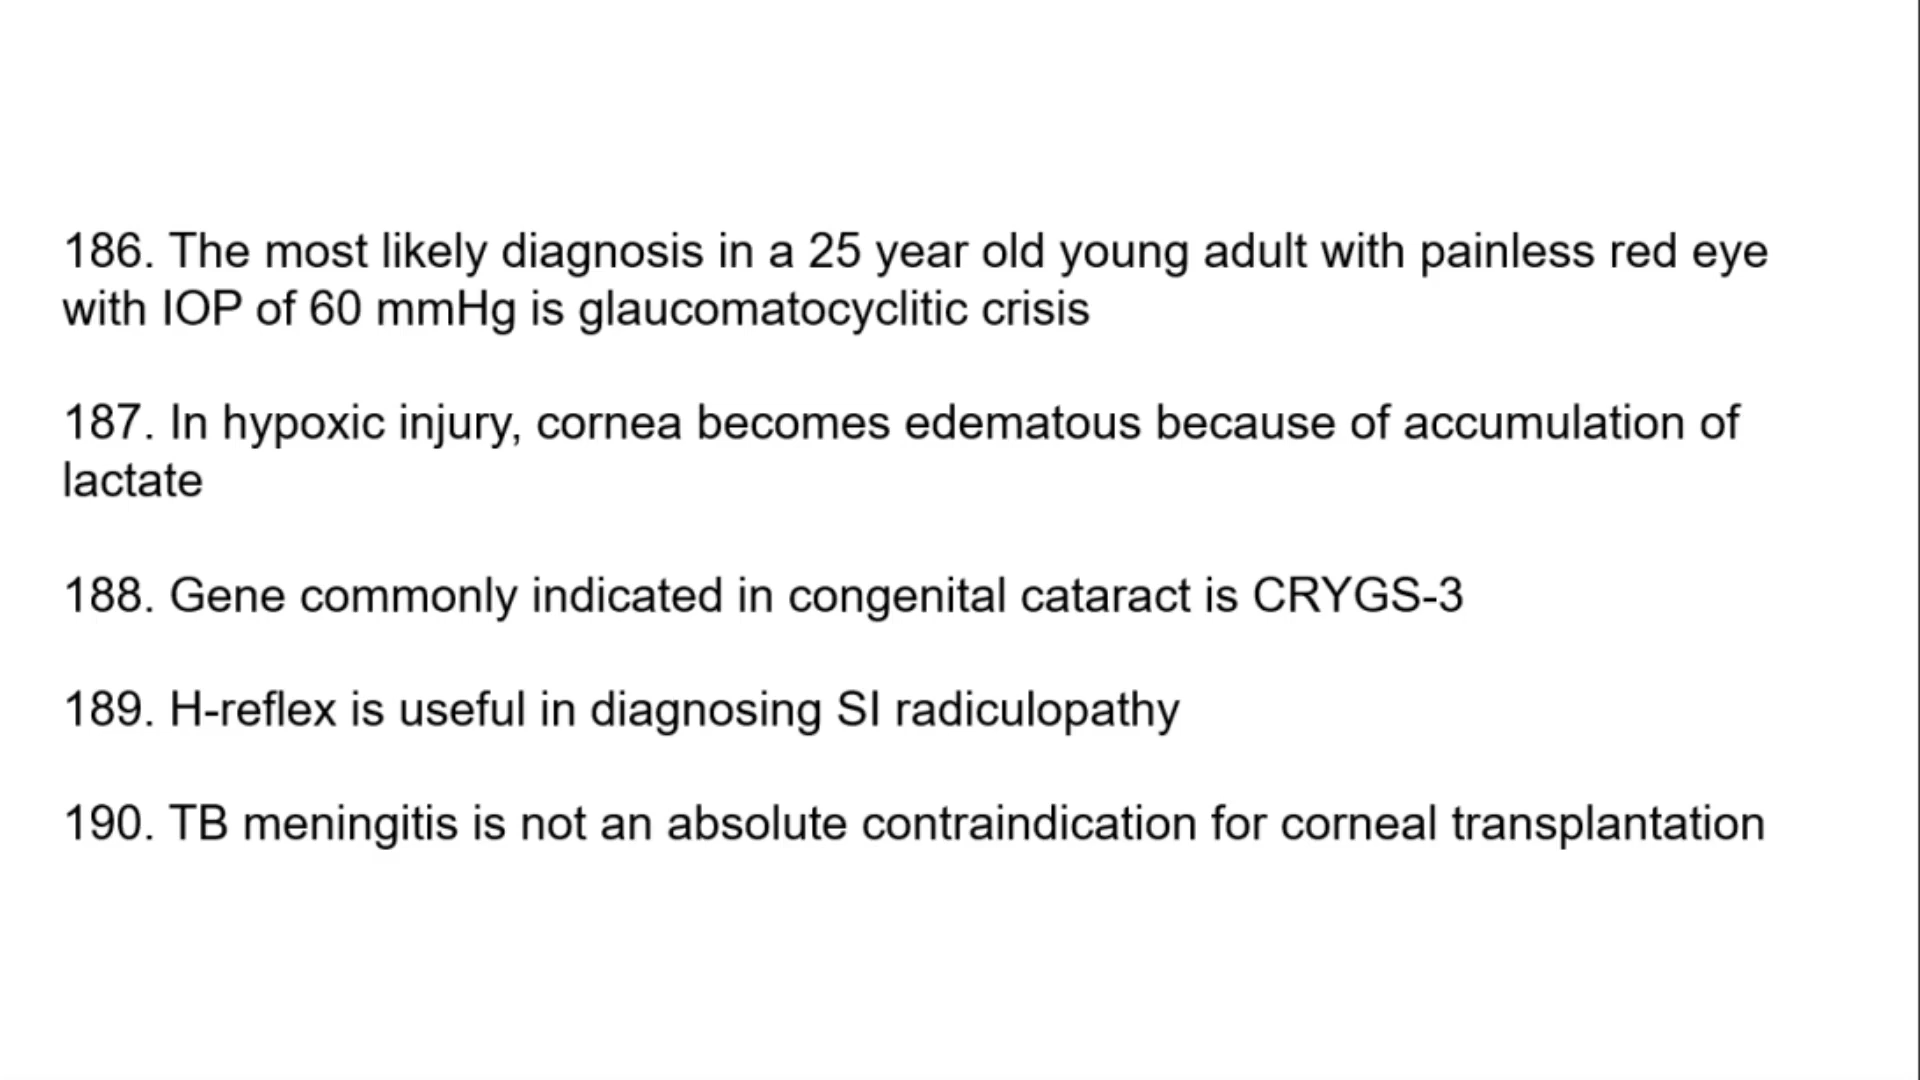 186. The most likely diagnosis in a 25 year old young adult with painless red eye
with IOP of 60 mmHg is glaucomatocyclitic crisis
187. In hypoxic injury, cornea becomes edematous because of accumulation of
lactate
188. Gene commonly indicated in congenital cataract is CRYGS-3
189. H-reflex is useful in diagnosing SI radiculopathy
190. TB meningitis is not an absolute contraindication for corneal transplantation